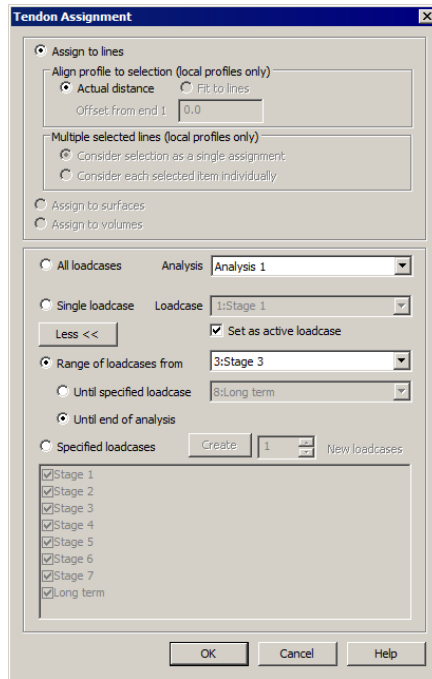 Tendon Assignment
Assign to lines
Align profile to selection (local profiles only)
Actual distance Fit to lines
Offset from end 1 0.0
Multiple selected lines (local profiles only)
Consider selection as a single assignment
Consider each selected item individually
Assign to surfaces
Assign to volumes
All loadcases Analysis Analysis 1
Single loadcase Loadcase 1:Stage 1
Less << Set as active loadcase
Range of loadcases from 3:Stage 3
Until specified loadcase 8:Long term
Until end of analysis
Specified loadcases Create 1 New loadcases
Stage 1
Stage 2
Stage 3
Stage 4
Stage 5
Stage 6
Stage 7
Long term
OK Cancel Help